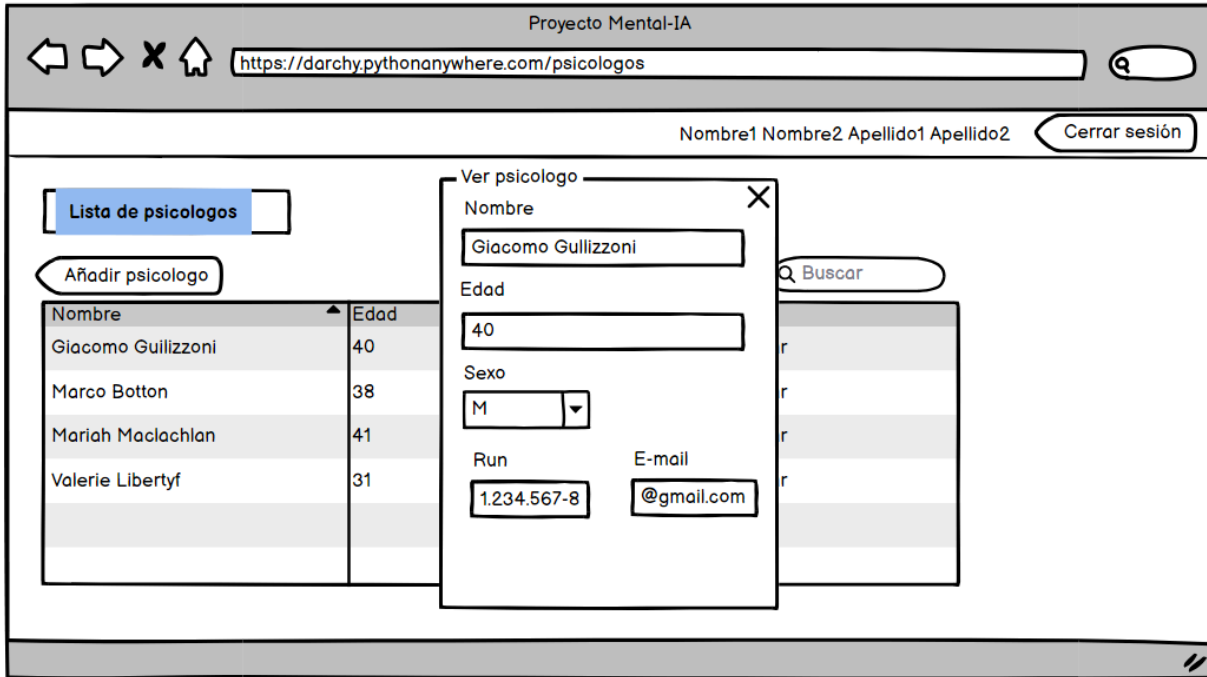 Proyecto Mental-IA
https://darchy.pythonanywhere.com/psicologos
Nombre1 Nombre2 Apellido1 Apellido2
Cerrar sesión
Lista de psicologos
Añadir psicologo
Buscar
Nombre Edad
Giacomo Guilizzoni 40 r
Marco Botton 38 r
Mariah Maclachlan 41 r
Valerie Libertyf 31 r
Ver psicologo
Nombre
Giacomo Gullizzoni
Edad
40
Sexo
M
Run E-mail
1.234.567-8 @gmail.com